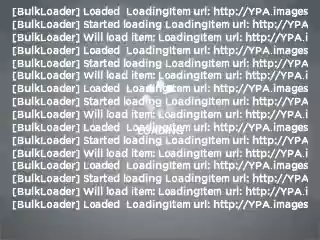 [BulkLoader] Loaded  LoadingItem url: http://YPA.images
[BulkLoader] Started loading LoadingItem url: http://YPA
[BulkLoader] Will load item: LoadingItem url: http://YPA.i
[BulkLoader] Loaded  LoadingItem url: http://YPA.images
[BulkLoader] Started loading LoadingItem url: http://YPA
[BulkLoader] Will load item: LoadingItem url: http://YPA.i
[BulkLoader] Loaded  LoadingItem url: http://YPA.images
[BulkLoader] Started loading LoadingItem url: http://YPA
[BulkLoader] Will load item: LoadingItem url: http://YPA.i
[BulkLoader] Loaded  LoadingItem url: http://YPA.images
LOADING
[BulkLoader] Started loading LoadingItem url: http://YPA
[BulkLoader] Will load item: LoadingItem url: http://YPA.i
[BulkLoader] Loaded  LoadingItem url: http://YPA.images
[BulkLoader] Started loading LoadingItem url: http://YPA
[BulkLoader] Will load item: LoadingItem url: http://YPA.i
[BulkLoader] Loaded  LoadingItem url: http://YPA.images